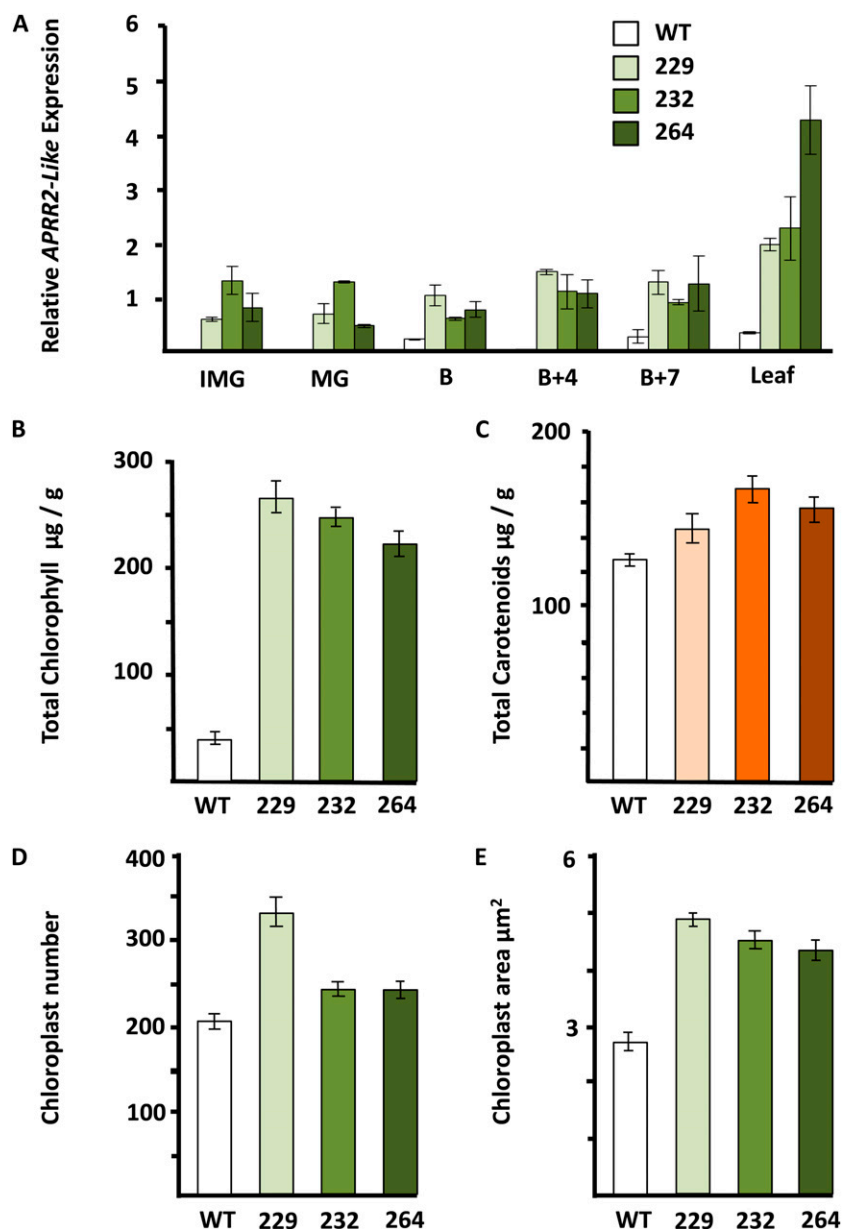 A
Relative APRR2-Like Expression
6
5
4
3
2
1
WT
229
232
264
IMG MG B B+4 B+7 Leaf
B
Total Chlorophyll µg / g
300
200
100
WT 229 232 264
C
Total Carotenoids µg / g
200
100
WT 229 232 264
D
Chloroplast number
400
300
200
100
WT 229 232 264
E
Chloroplast area µm²
6
3
WT 229 232 264